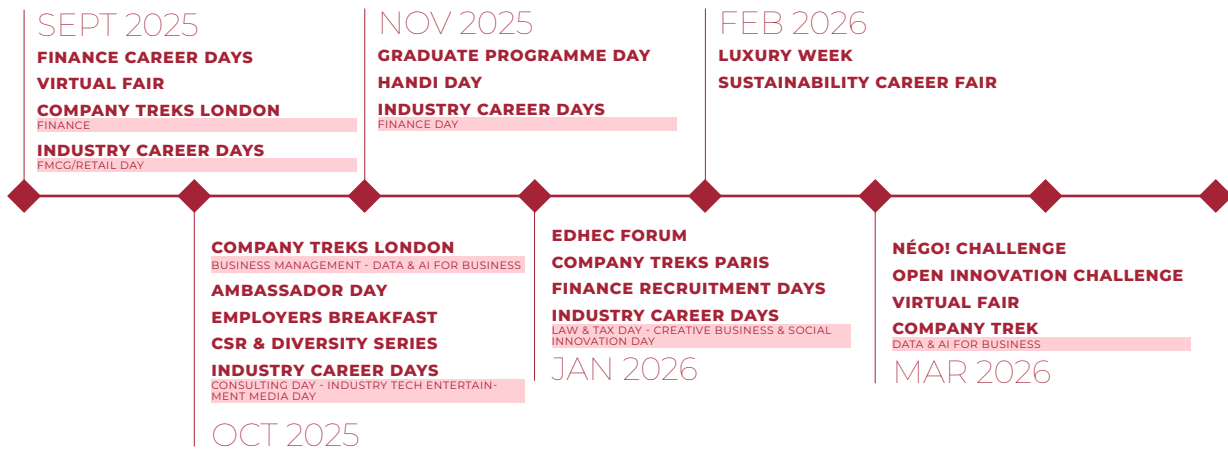 SEPT 2025
FINANCE CAREER DAYS
VIRTUAL FAIR
COMPANY TREKS LONDON
FINANCE
INDUSTRY CAREER DAYS
FMCG/RETAIL DAY
NOV 2025
GRADUATE PROGRAMME DAY
HANDI DAY
INDUSTRY CAREER DAYS
FINANCE DAY
FEB 2026
LUXURY WEEK
SUSTAINABILITY CAREER FAIR
COMPANY TREKS LONDON
BUSINESS MANAGEMENT - DATA & AI FOR BUSINESS
AMBASSADOR DAY
EMPLOYERS BREAKFAST
CSR & DIVERSITY SERIES
INDUSTRY CAREER DAYS
CONSULTING DAY - INDUSTRY TECH ENTERTAIN-
MENT MEDIA DAY
OCT 2025
EDHEC FORUM
COMPANY TREKS PARIS
FINANCE RECRUITMENT DAYS
INDUSTRY CAREER DAYS
LAW & TAX DAY - CREATIVE BUSINESS & SOCIAL
INNOVATION DAY
JAN 2026
NÉGO! CHALLENGE
OPEN INNOVATION CHALLENGE
VIRTUAL FAIR
COMPANY TREK
DATA & AI FOR BUSINESS
MAR 2026